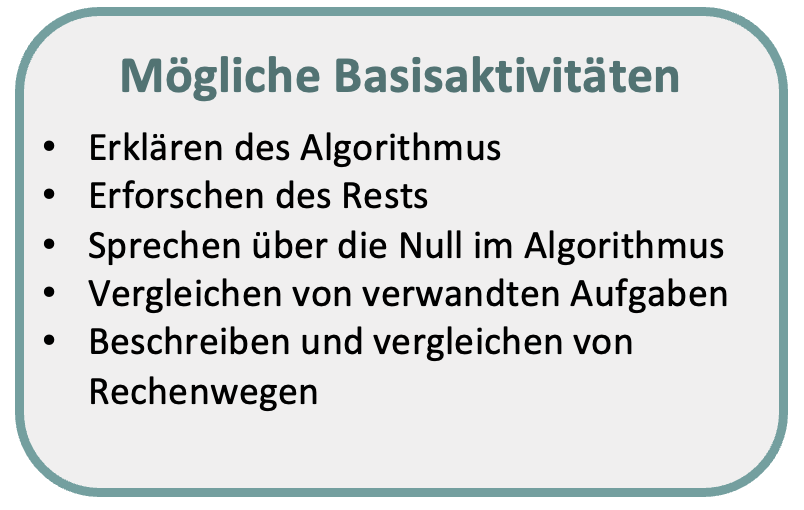 Mögliche Basisaktivitäten
• Erklären des Algorithmus
• Erforschen des Rests
• Sprechen über die Null im Algorithmus
• Vergleichen von verwandten Aufgaben
• Beschreiben und vergleichen von
Rechenwegen